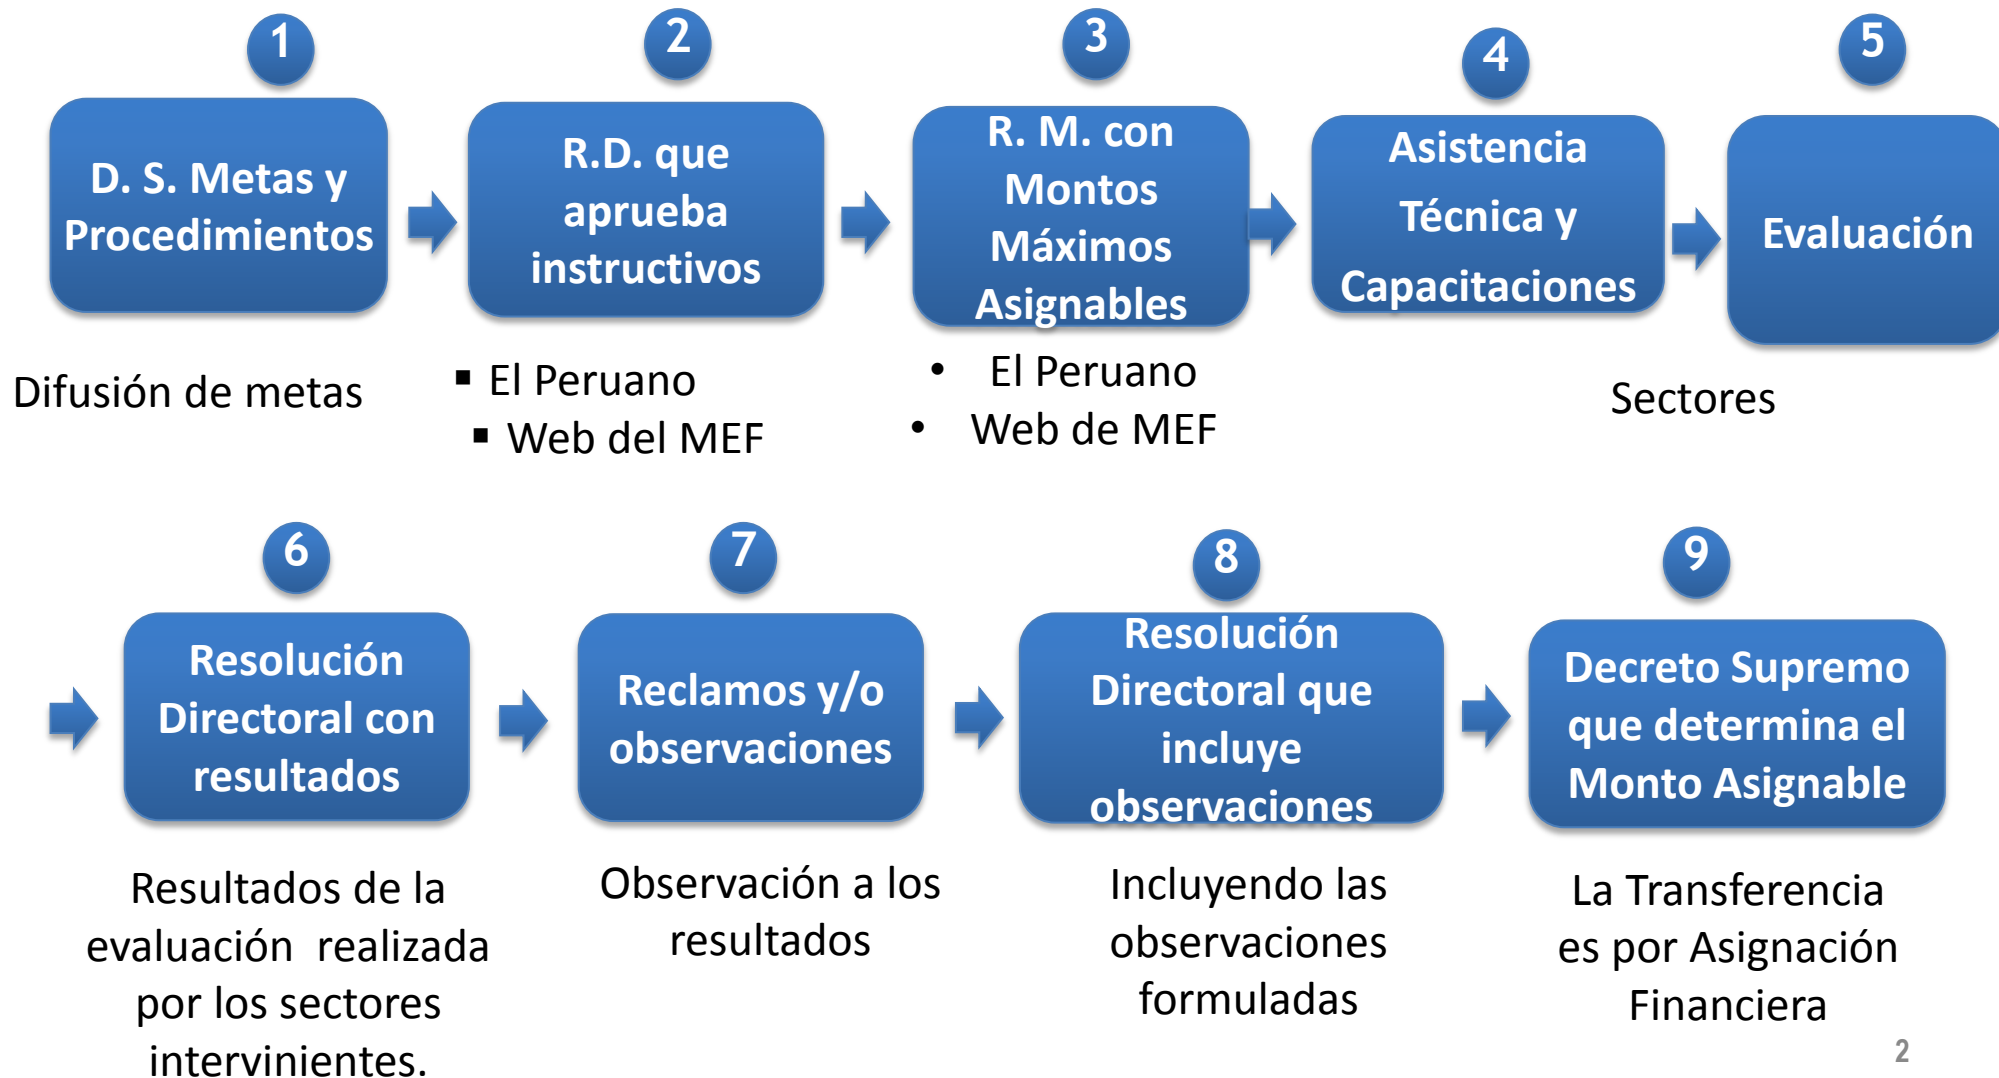 1
D. S. Metas y
Procedimientos
Difusión de metas
2
R.D. que
aprueba
instructivos
▪ El Peruano
▪ Web del MEF
3
R. M. con
Montos
Máximos
Asignables
• El Peruano
• Web de MEF
4
Asistencia
Técnica y
Capacitaciones
5
Evaluación
Sectores
6
Resolución
Directoral con
resultados
Resultados de la
evaluación realizada
por los sectores
intervinientes.
7
Reclamos y/o
observaciones
Observación a los
resultados
8
Resolución
Directoral que
incluye
observaciones
Incluyendo las
observaciones
formuladas
9
Decreto Supremo
que determina el
Monto Asignable
La Transferencia
es por Asignación
Financiera
2